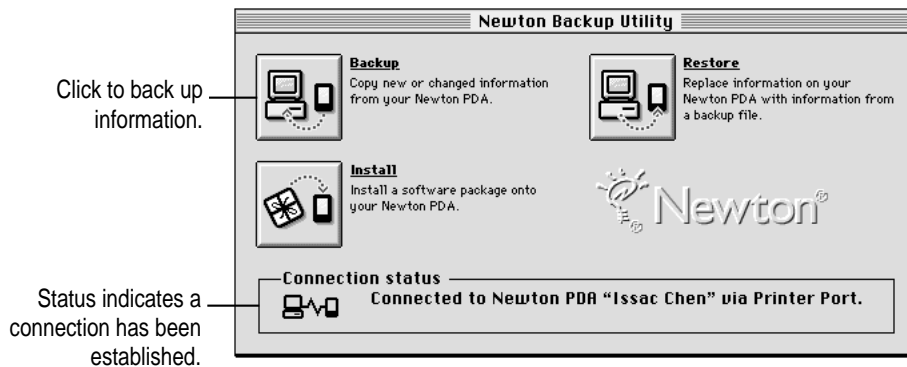 Newton Backup Utility
Click to back up
information.
Backup
Copy new or changed information
from your Newton PDA.
Restore
Replace information on your
Newton PDA with information from
a backup file.
Install
Install a software package onto
your Newton PDA.
Newton®
Status indicates a
connection has been
established.
Connection status
Connected to Newton PDA “Issac Chen” via Printer Port.